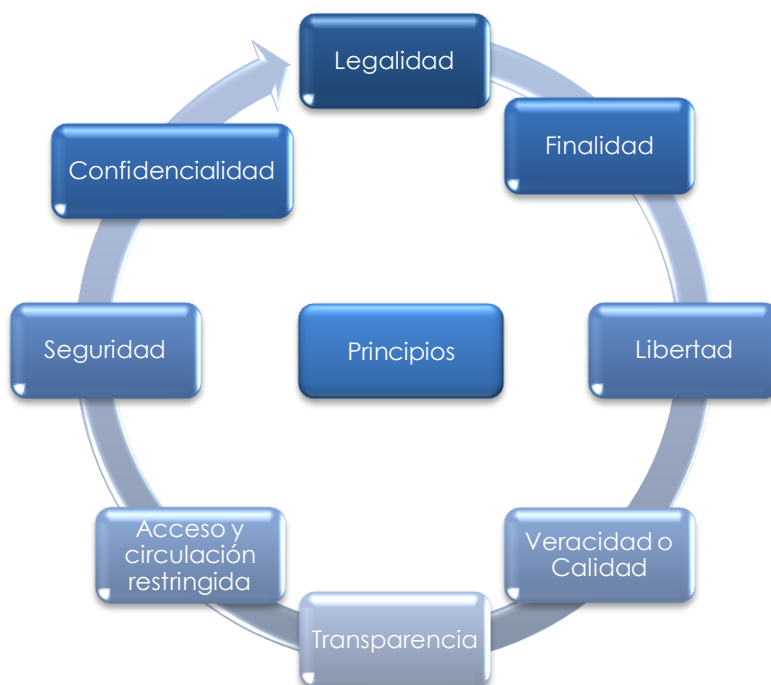 Legalidad
Finalidad
Libertad
Veracidad o
Calidad
Transparencia
Acceso y
circulación
restringida
Seguridad
Confidencialidad
Principios